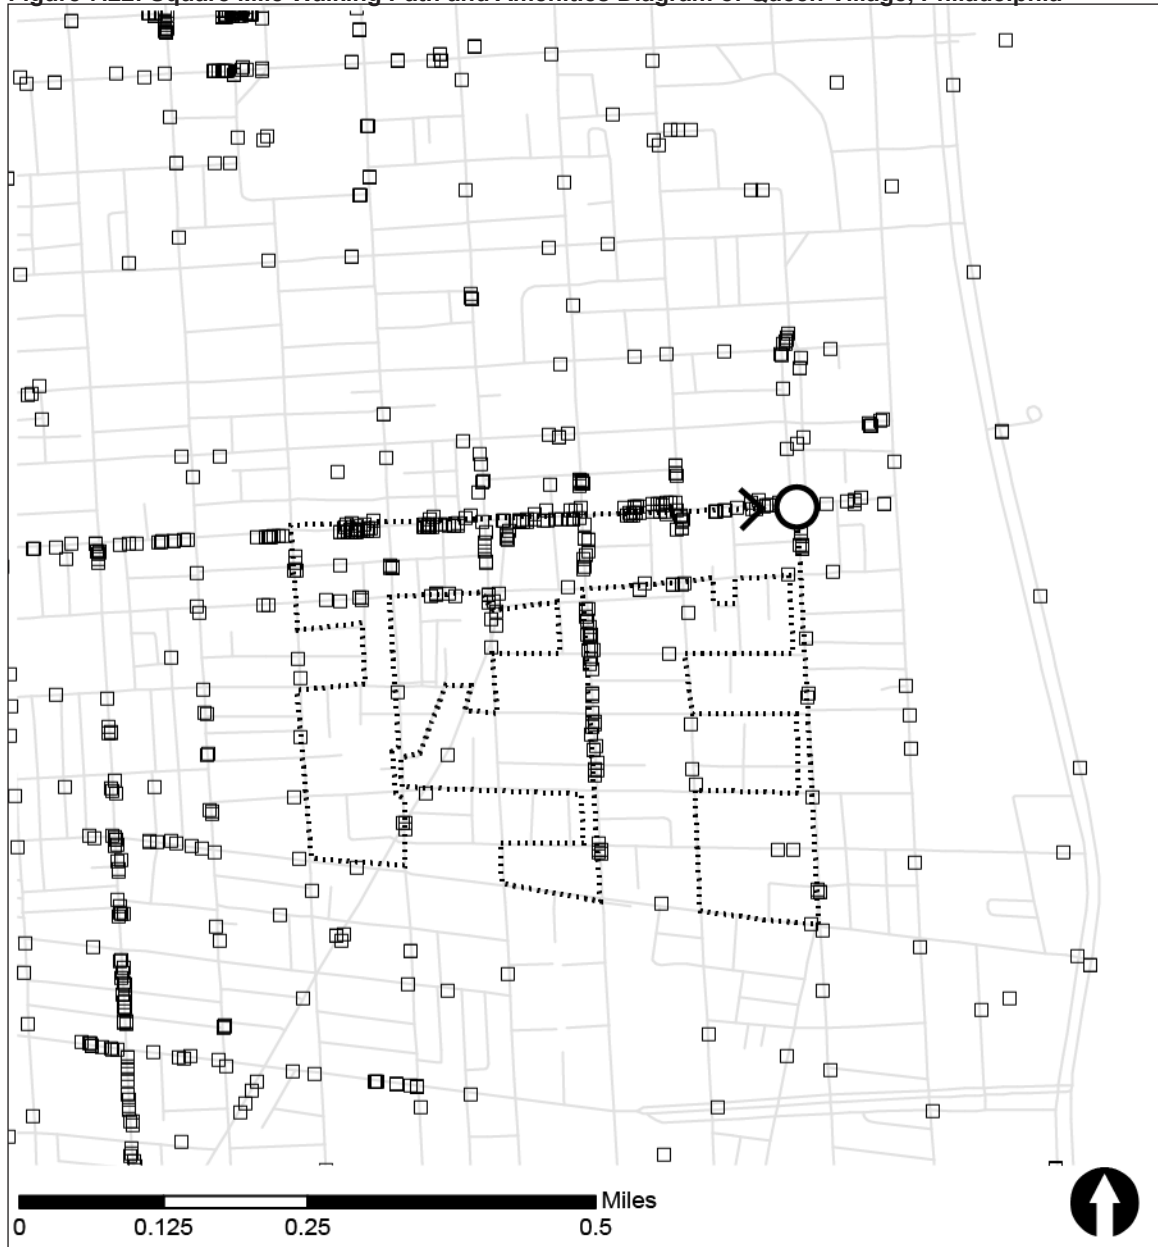 Figure 7.22: Square Mile Walking Path and Amenities Diagram of Queen Village, Philadelphia
Miles
0 0.125 0.25 0.5